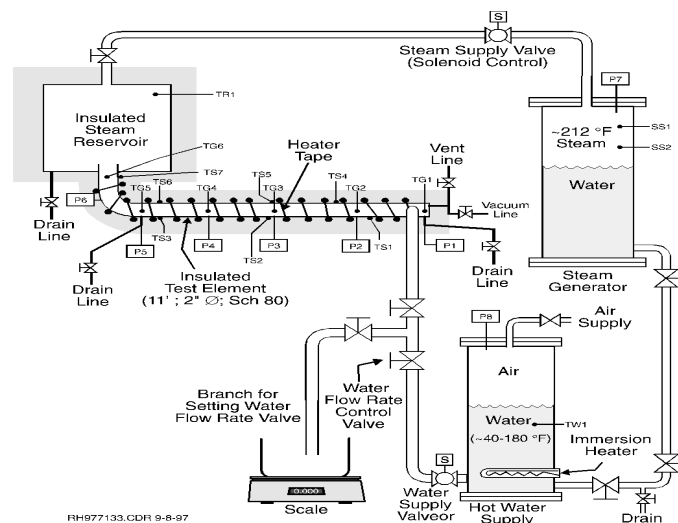 S
Steam Supply Valve
(Solenoid Control)
P7
TR1
Insulated
Steam
Reservoir
SS1
~212 °F
Steam
SS2
Heater
Tape
Vent
Line
TG6
TS7
TS6
TG5
TG4
TS5
TG3
TS4
TG2
TG1
Water
P6
Vacuum
Line
Drain
Line
P5
TS3
P4
TS2
P3
P2
TS1
P1
Drain
Line
Drain
Line
Insulated
Test Element
(11' ; 2" Ø; Sch 80)
Steam
Generator
P8
Air
Supply
Air
Branch for
Setting Water
Flow Rate Valve
Water
Flow Rate
Control
Valve
Water
(~40-180 °F)
TW1
Immersion
Heater
S
0.000
Scale
Water
Supply
Valveor
Hot Water
Supply
Drain
RH977133.CDR 9-8-97